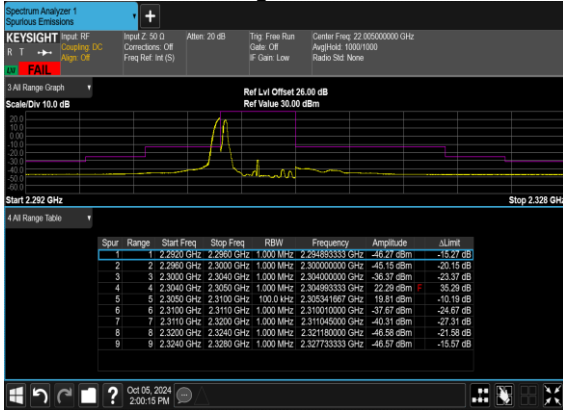 Spectrum Analyzer 1
Spurious Emissions
+
KEYSIGHT Input: RF Input Z: 50 Ω Atten: 20 dB Trig: Free Run Center Freq: 22.005000000 GHz
R T Coupling: DC Corrections: Off Gate: Off Avg|Hold: 1000/1000
Align: Off Freq Ref: Int (S) IF Gain: Low Radio Std: None
FAIL
3 All Range Graph
Ref Lvl Offset 26.00 dB
Scale/Div 10.0 dB Ref Value 30.00 dBm
20.0
10.0
0.00
-10.0
-20.0
-30.0
-40.0
-50.0
-60.0
Start 2.292 GHz Stop 2.328 GHz
4 All Range Table
Spur Range Start Freq Stop Freq RBW Frequency Amplitude ΔLimit
1 1 2.2920 GHz 2.2960 GHz 1.000 MHz 2.294893333 GHz -46.27 dBm -15.27 dB
2 2 2.2960 GHz 2.3000 GHz 1.000 MHz 2.300000000 GHz -45.15 dBm -20.15 dB
3 3 2.3000 GHz 2.3040 GHz 1.000 MHz 2.304000000 GHz -36.37 dBm -23.37 dB
4 4 2.3040 GHz 2.3050 GHz 1.000 MHz 2.304993333 GHz 22.29 dBm 35.29 dB
5 5 2.3050 GHz 2.3100 GHz 100.0 kHz 2.305341667 GHz 19.81 dBm -10.19 dB
6 6 2.3100 GHz 2.3110 GHz 1.000 MHz 2.310010000 GHz -37.67 dBm -24.67 dB
7 7 2.3110 GHz 2.3200 GHz 1.000 MHz 2.311045000 GHz -40.31 dBm -27.31 dB
8 8 2.3200 GHz 2.3240 GHz 1.000 MHz 2.321180000 GHz -46.58 dBm -21.58 dB
9 9 2.3240 GHz 2.3280 GHz 1.000 MHz 2.327733333 GHz -46.57 dBm -15.57 dB
? Oct 05, 2024
2:00:15 PM